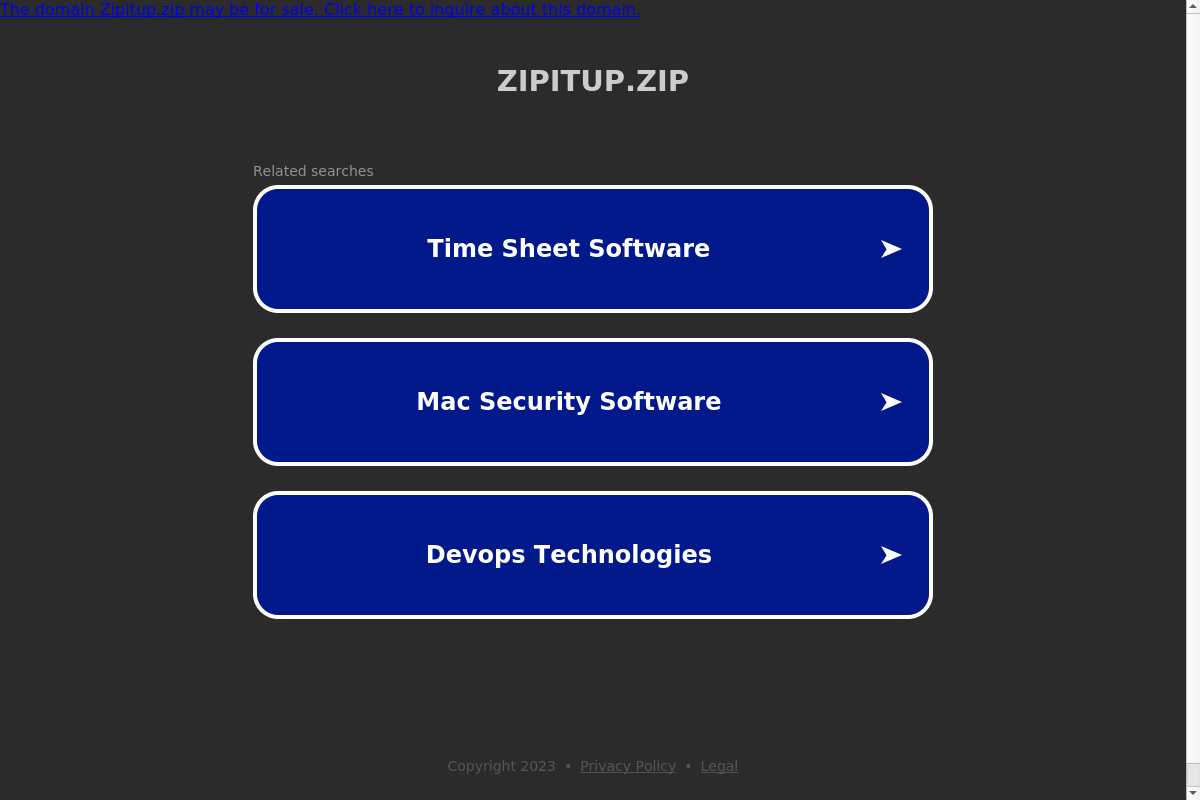 The domain Zipitup.zip may be for sale. Click here to inquire about this domain.
ZIPITUP.ZIP
Related searches
Time Sheet Software
Mac Security Software
Devops Technologies
Copyright 2023 • Privacy Policy • Legal